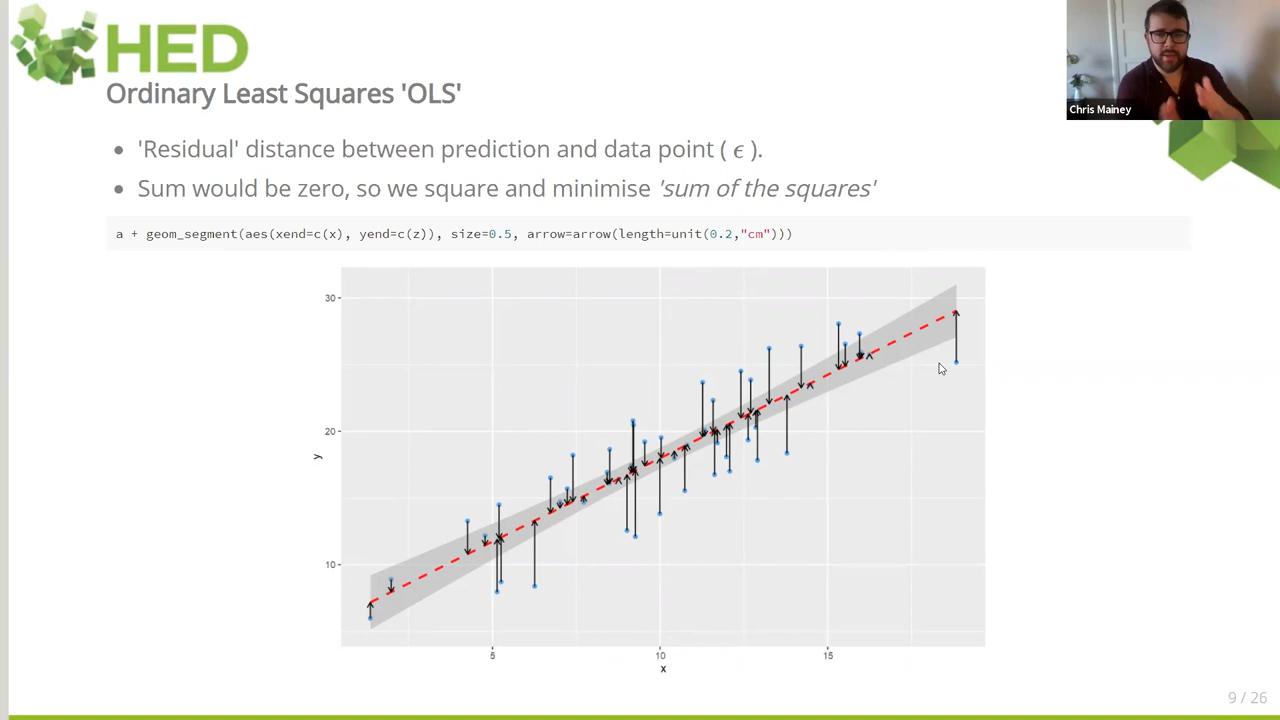 HED
Chris Mainey
Ordinary Least Squares 'OLS'
'Residual' distance between prediction and data point ( ϵ ).
Sum would be zero, so we square and minimise 'sum of the squares'
a + geom_segment(aes(xend=c(x), yend=c(z)), size=0.5, arrow=arrow(length=unit(0.2,"cm")))
30
20
10
y
5 10 15
x
9 / 26